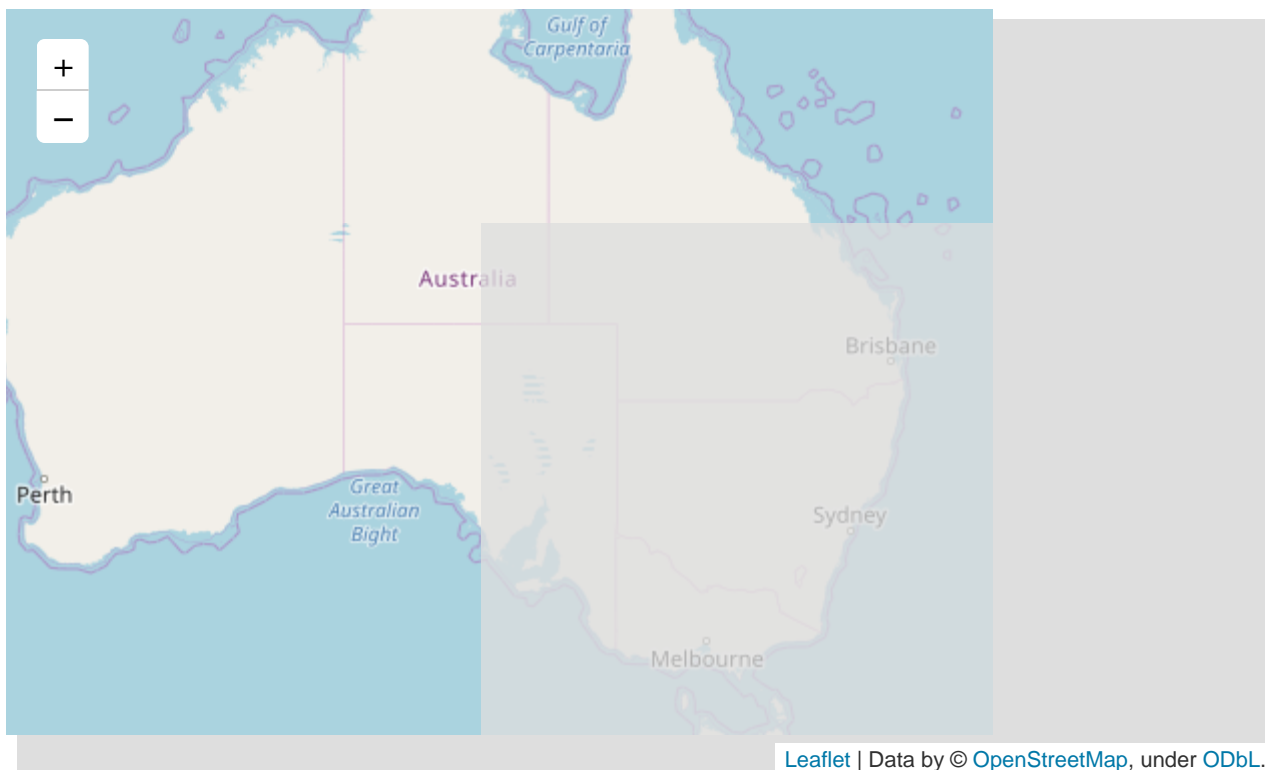 Gulf of
Carpentaria
+
−
Australia
Brisbane
Perth
Great
Australian
Bight
Sydney
Melbourne
Leaflet | Data by © OpenStreetMap, under ODbL.